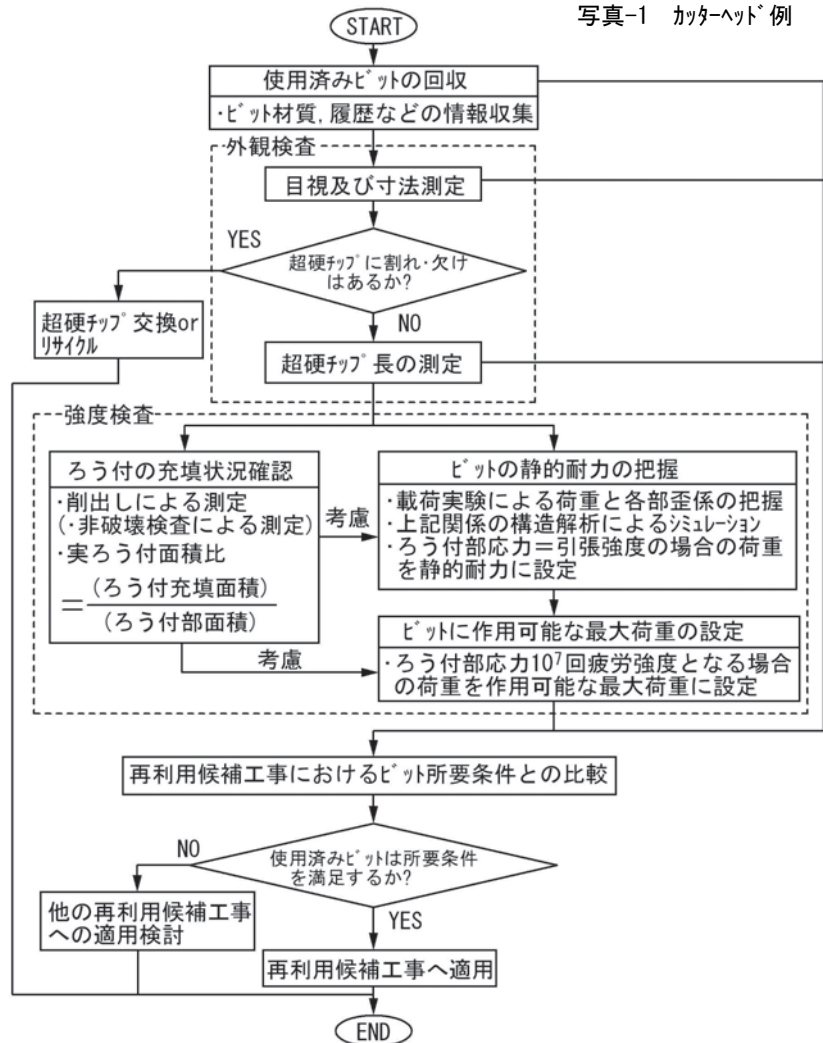 写真-1 ｶｯﾀｰﾍｯﾄﾞ例
START
使用済みﾋﾞｯﾄの回収
・ﾋﾞｯﾄ材質,履歴などの情報収集
外観検査
目視及び寸法測定
YES
超硬ﾁｯﾌﾟに割れ・欠け
はあるか?
NO
超硬ﾁｯﾌﾟ交換or
ﾘｻｲｸﾙ
超硬ﾁｯﾌﾟ長の測定
強度検査
ろう付の充填状況確認
・削出しによる測定
(・非破壊検査による測定)
・実ろう付面積比
＝(ろう付充填面積)
(ろう付部面積)
考慮
考慮
ﾋﾞｯﾄの静的耐力の把握
・載荷実験による荷重と各部歪係の把握
・上記関係の構造解析によるｼﾐｭﾚｰｼｮﾝ
・ろう付部応力＝引張強度の場合の荷重
を静的耐力に設定
ﾋﾞｯﾄに作用可能な最大荷重の設定
・ろう付部応力10⁷回疲労強度となる場合
の荷重を作用可能な最大荷重に設定
再利用候補工事におけるﾋﾞｯﾄ所要条件との比較
NO
使用済みﾋﾞｯﾄは所要条件
を満足するか?
YES
他の再利用候補工事
への適用検討
再利用候補工事へ適用
END